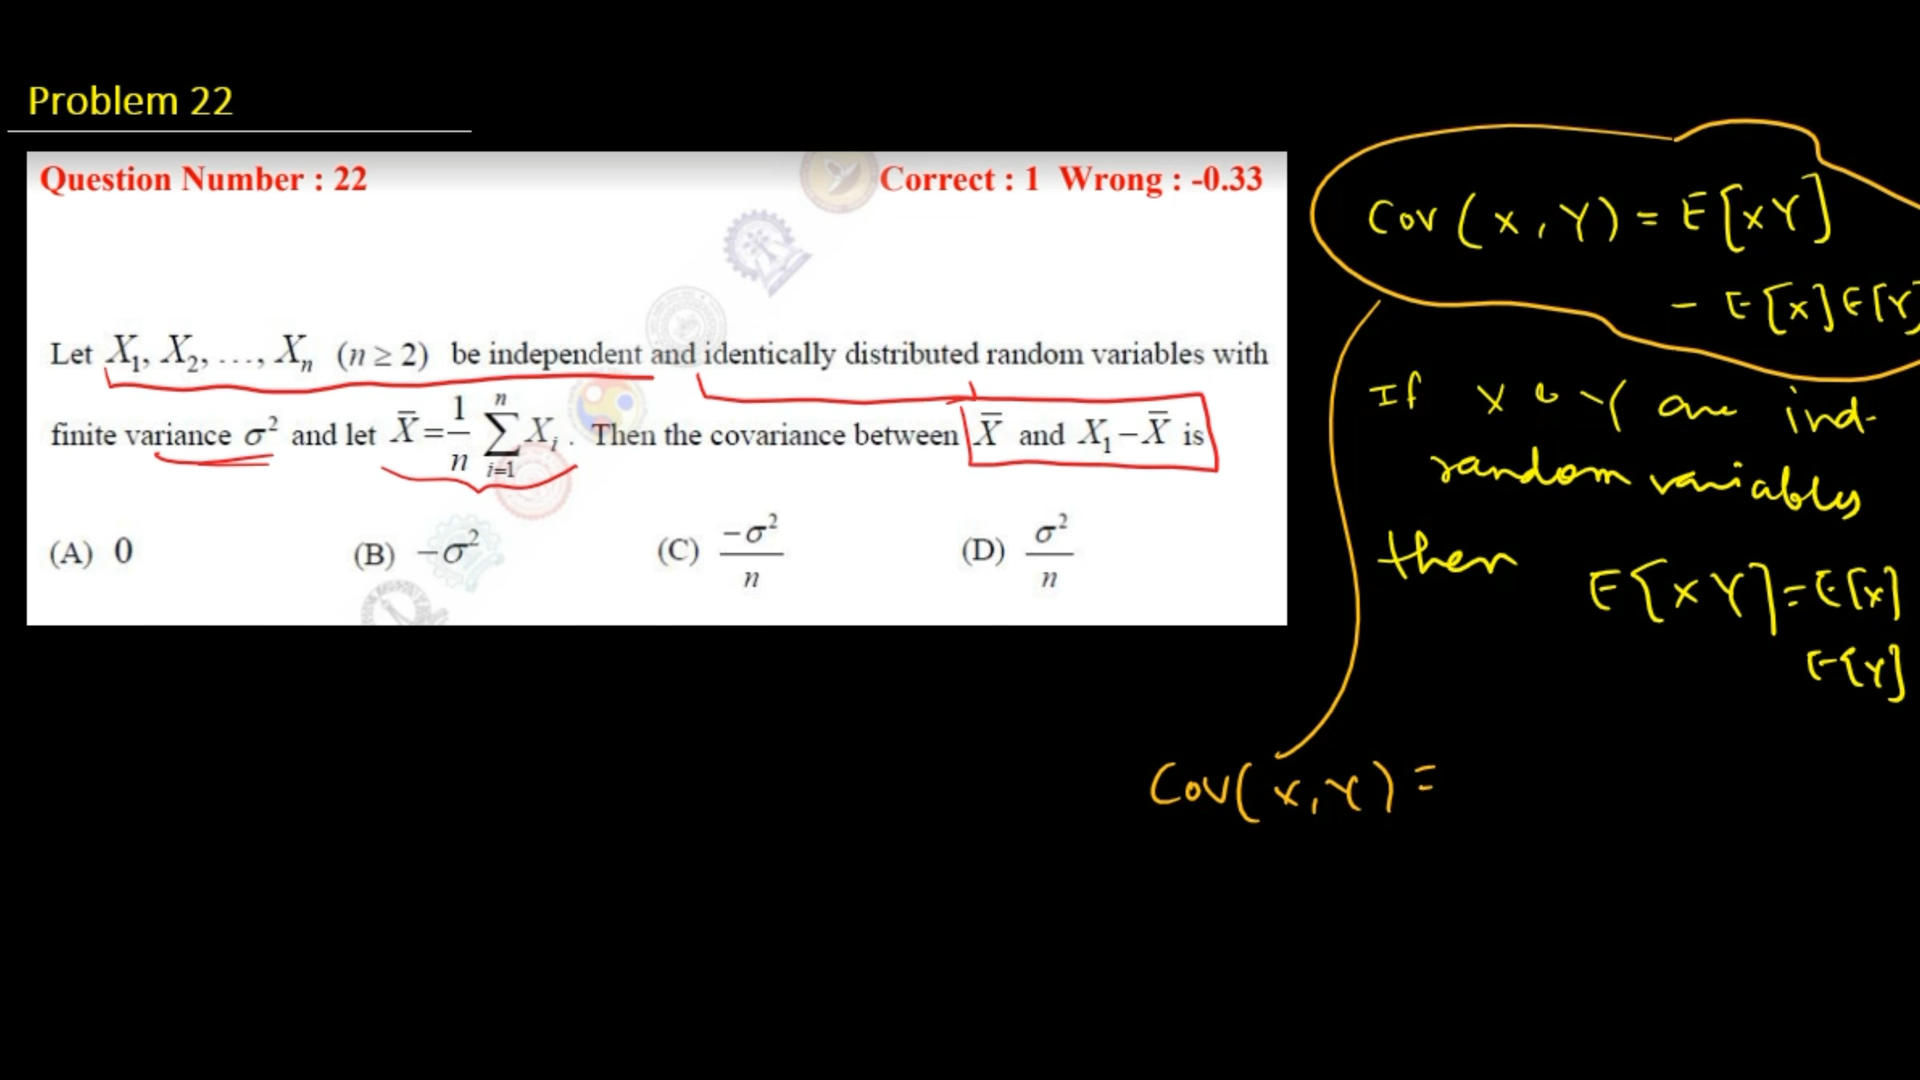 Problem 22
Question Number : 22 Correct : 1 Wrong : -0.33
Let X₁, X₂, ..., Xₙ (n ≥ 2) be independent and identically distributed random variables with
finite variance σ² and let X̄ = 1/n ∑ᵢ₌₁ⁿ Xᵢ. Then the covariance between X̄ and X₁ – X̄ is
(A) 0 (B) –σ² (C) –σ²/n (D) σ²/n
Cov(X,Y) = E[XY]
– E[X]E[Y]
If X & Y are ind.
random variables
then E[XY] = E[X]
E[Y]
Cov(X,Y) =